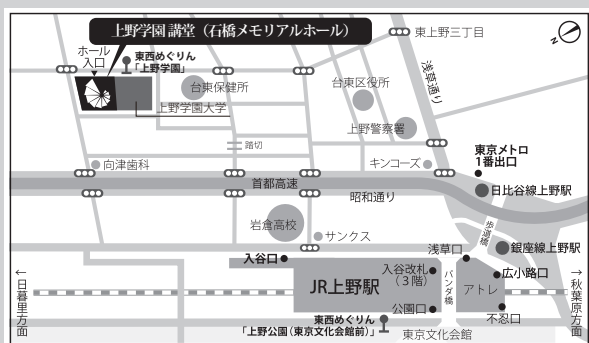 上野学園 講堂（石橋メモリアルホール）
東上野三丁目
N
ホール
入口
東西めぐりん
「上野学園」
浅草通り
台東保健所
台東区役所
上野学園大学
上野警察署
踏切
東京メトロ
1番出口
向津歯科
キンコーズ
首都高速
日比谷線上野駅
昭和通り
岩倉高校
サンクス
歩道橋
浅草口
銀座線上野駅
入谷口
入谷改札
（３階）
パンダ橋
広小路口
JR上野駅
アトレ
←日暮里方面
→秋葉原方面
公園口
不忍口
東西めぐりん
「上野公園（東京文化会館前）」
東京文化会館